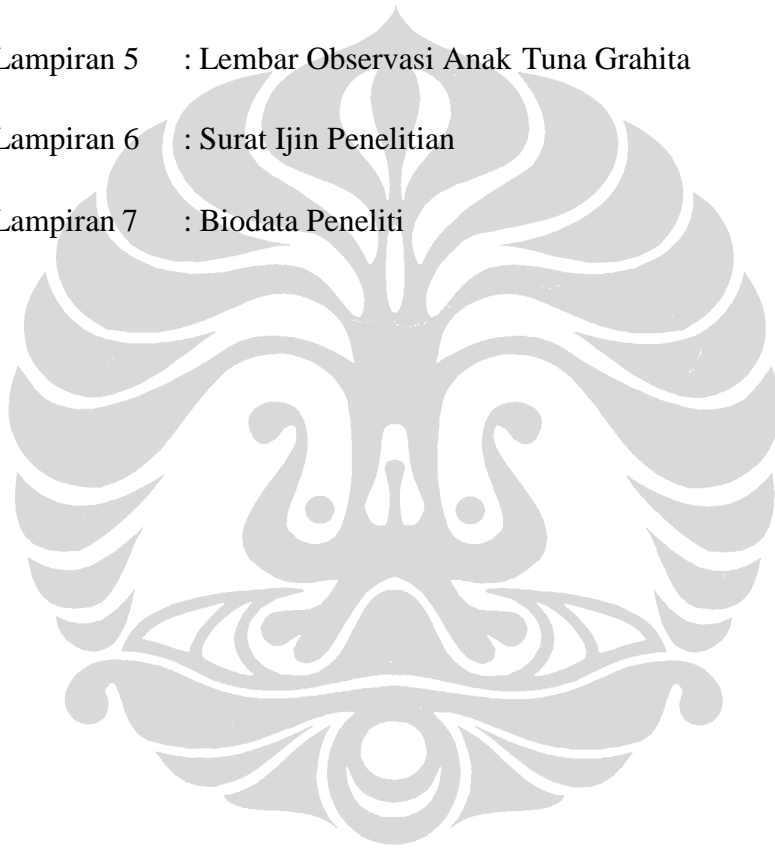 Lampiran 5 : Lembar Observasi Anak Tuna Grahita
Lampiran 6 : Surat Ijin Penelitian
Lampiran 7 : Biodata Peneliti